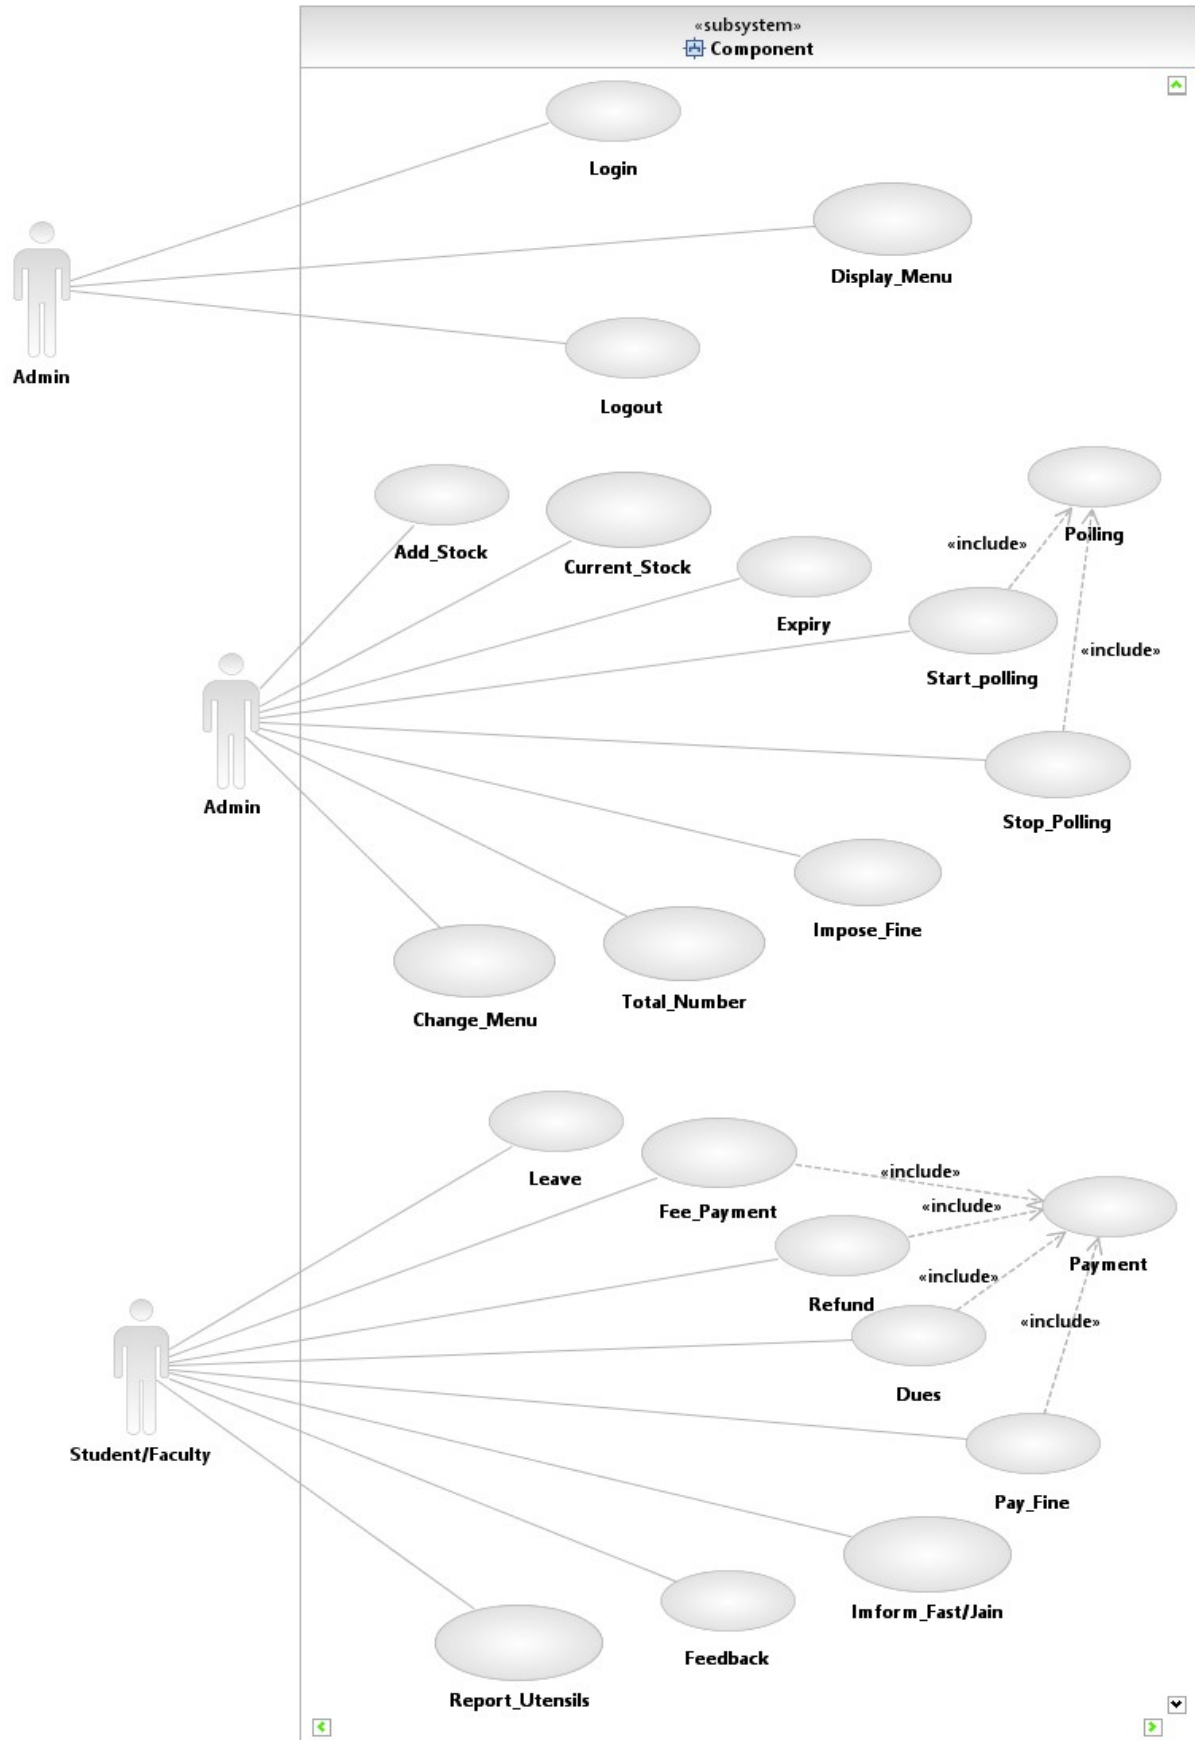 «subsystem»
Component
Login
Display_Menu
Admin
Logout
Polling
«include»
Add_Stock
Current_Stock
Expiry
«include»
Start_polling
Admin
Stop_Polling
Impose_Fine
Total_Number
Change_Menu
Leave
«include»
Fee_Payment
«include»
Payment
«include»
Refund
«include»
Dues
Student/Faculty
Pay_Fine
Imform_Fast/Jain
Feedback
Report_Utensils